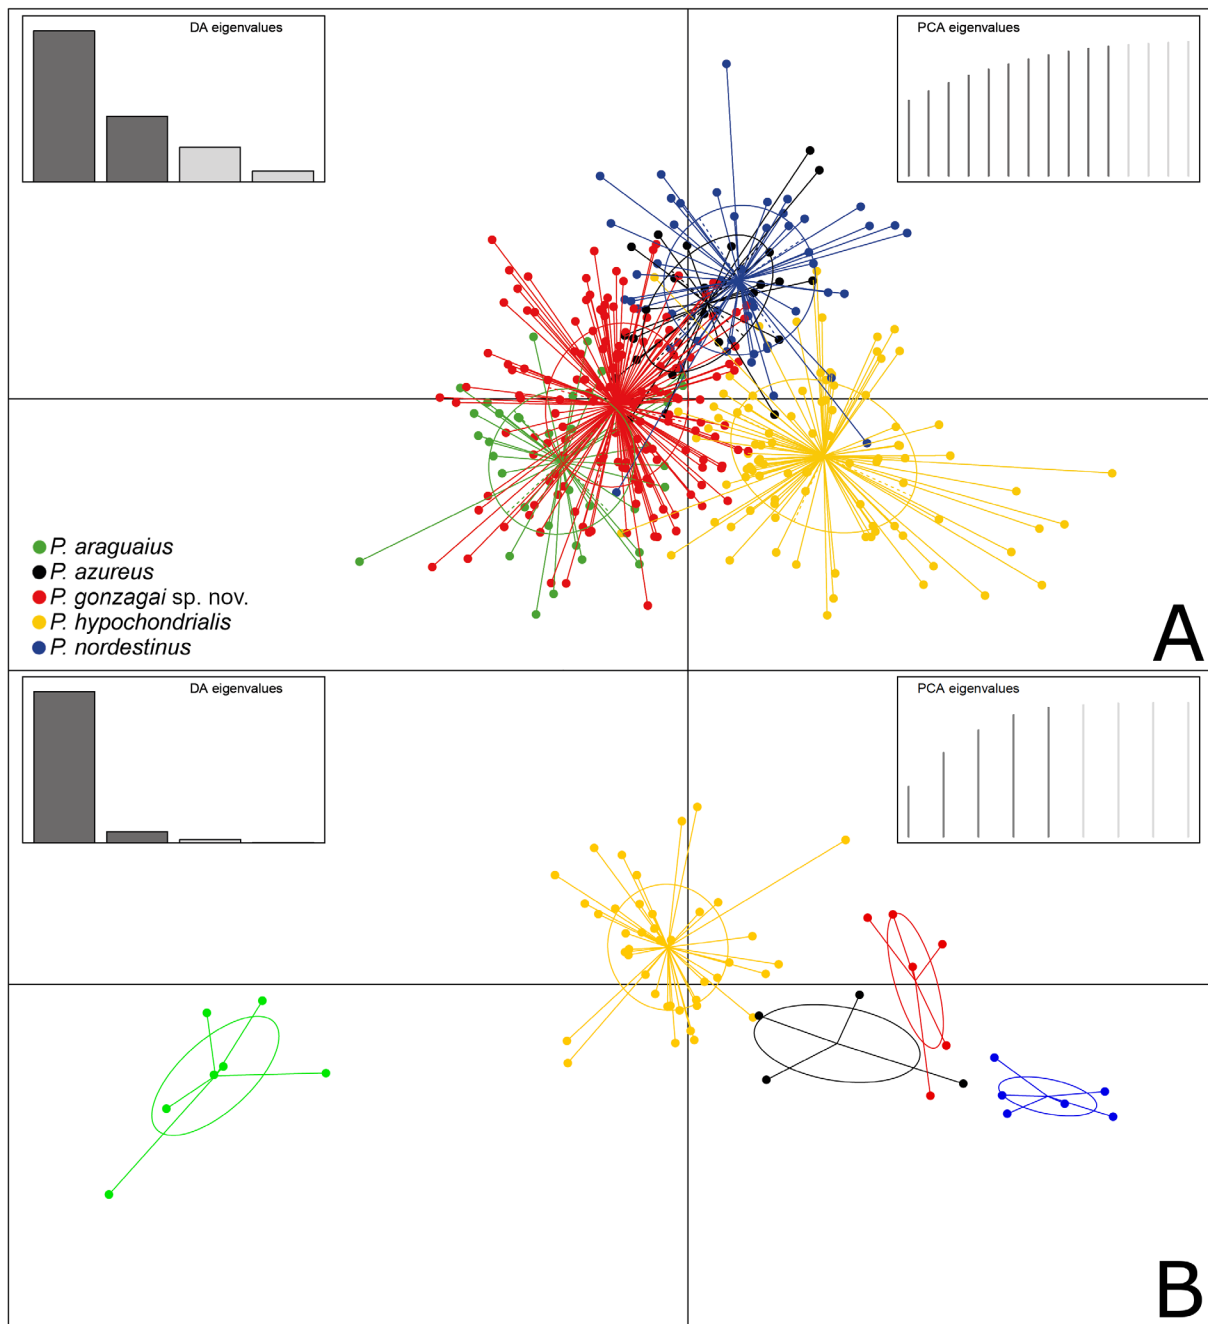 DA eigenvalues
PCA eigenvalues
P. araguaius
P. azureus
P. gonzagai sp. nov.
P. hypochondrialis
P. nordestinus
A
DA eigenvalues
PCA eigenvalues
B